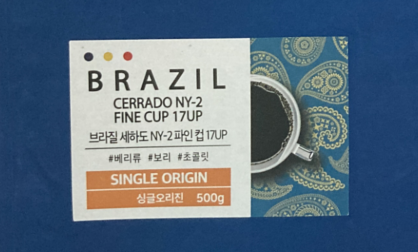 BRAZIL
CERRADO NY-2
FINE CUP 17UP
브라질 세하도 NY-2 파인 컵 17UP
#베리류 #보리 #초콜릿
SINGLE ORIGIN
싱글오리진 500g